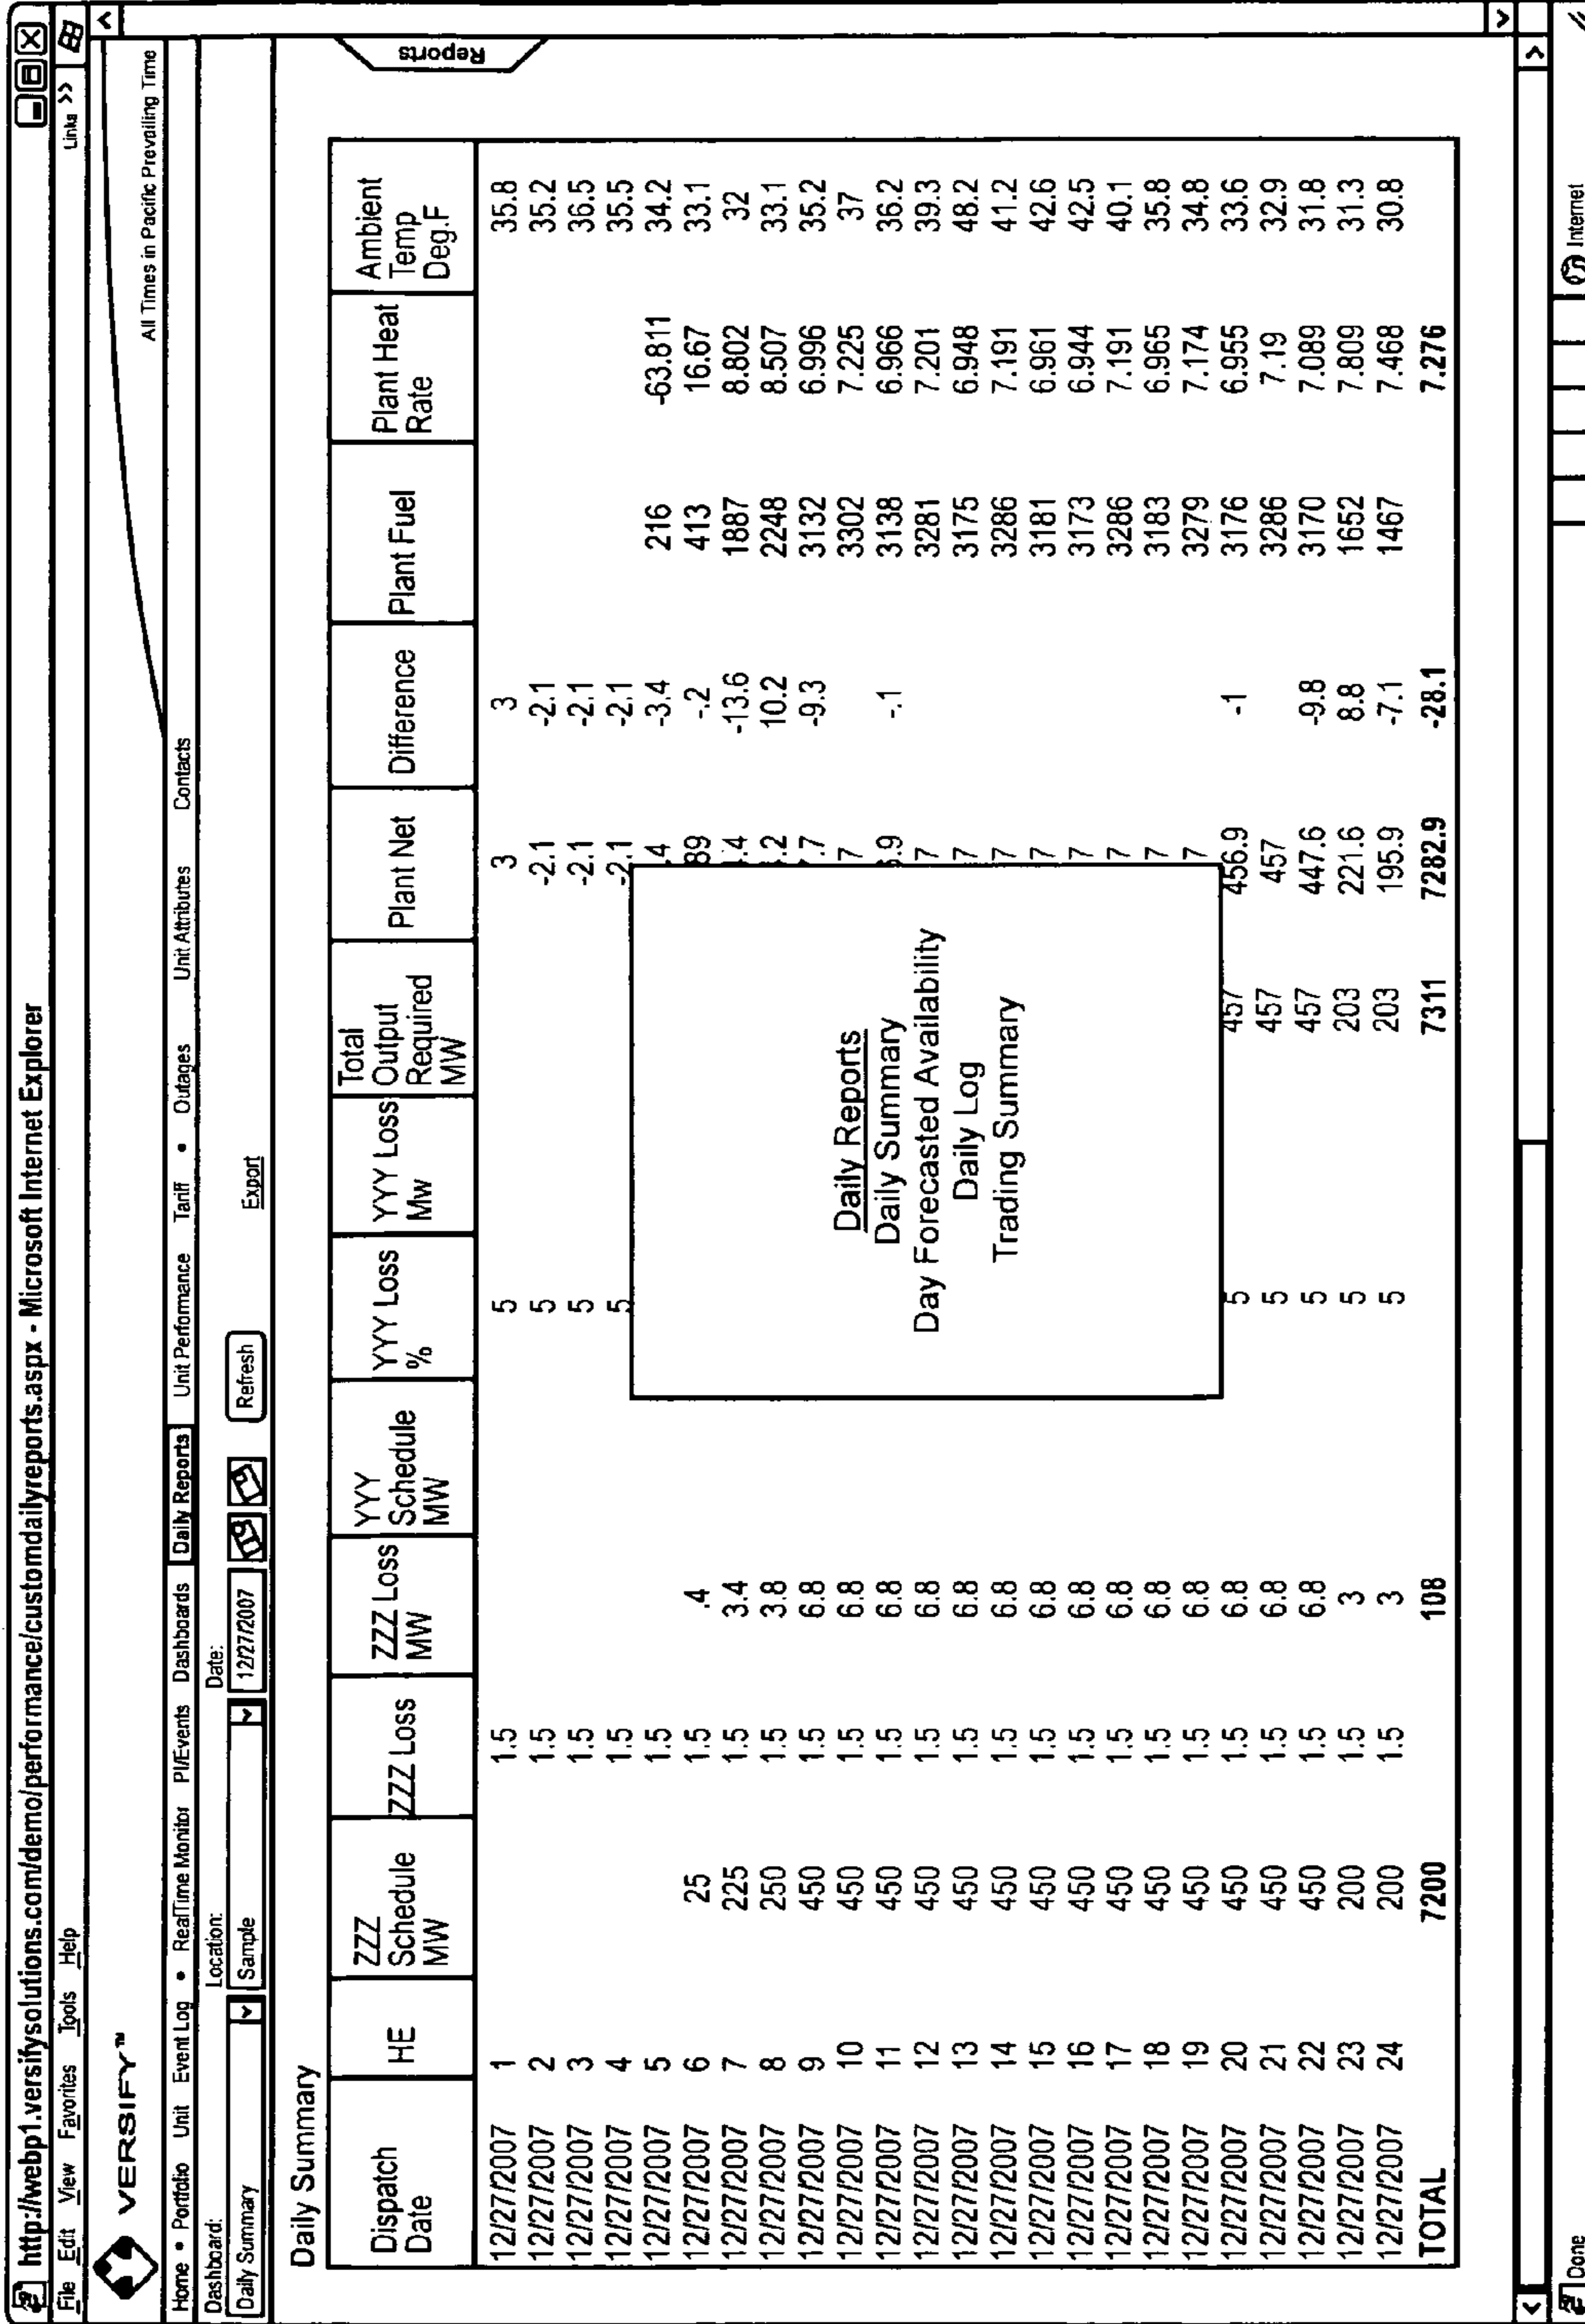 http://webp1.versifysolutions.com/demo/performance/customdailyreports.aspx - Microsoft Internet Explorer
File Edit View Favorites Tools Help Links >>
VERSIFY™
All Times in Pacific Prevailing Time
Home • Portfolio Unit Event Log • RealTime Monitor PI/Events Dashboards Daily Reports Unit Performance Tariff • Outages Unit Attributes Contacts
Dashboard: Location: Date:
Daily Summary Sample 12/27/2007 Refresh Export
Reports
Daily Summary
Dispatch Date HE ZZZ Schedule MW ZZZ Loss ZZZ Loss MW YYY Schedule MW YYY Loss % YYY Loss Mw Total Output Required MW Plant Net Difference Plant Fuel Plant Heat Rate Ambient Temp Deg.F
12/27/2007 1 1.5 5 3 3 35.8
12/27/2007 2 1.5 5 -2.1 -2.1 35.2
12/27/2007 3 1.5 5 -2.1 -2.1 36.5
12/27/2007 4 1.5 5 -2.1 -2.1 35.5
12/27/2007 5 1.5 .4 -3.4 216 -63.811 34.2
12/27/2007 6 25 1.5 .4 39 -.2 413 16.67 33.1
12/27/2007 7 225 1.5 3.4 .4 -13.6 1887 8.802 32
12/27/2007 8 250 1.5 3.8 .2 10.2 2248 8.507 33.1
12/27/2007 9 450 1.5 6.8 .7 -9.3 3132 6.996 35.2
12/27/2007 10 450 1.5 6.8 7 3302 7.225 37
12/27/2007 11 450 1.5 6.8 .9 -.1 3138 6.966 36.2
12/27/2007 12 450 1.5 6.8 7 3281 7.201 39.3
12/27/2007 13 450 1.5 6.8 7 3175 6.948 48.2
12/27/2007 14 450 1.5 6.8 7 3286 7.191 41.2
12/27/2007 15 450 1.5 6.8 7 3181 6.961 42.6
12/27/2007 16 450 1.5 6.8 7 3173 6.944 42.5
12/27/2007 17 450 1.5 6.8 7 3286 7.191 40.1
12/27/2007 18 450 1.5 6.8 7 3183 6.965 35.8
12/27/2007 19 450 1.5 6.8 7 3279 7.174 34.8
12/27/2007 20 450 1.5 6.8 5 457 456.9 -1 3176 6.955 33.6
12/27/2007 21 450 1.5 6.8 5 457 457 3286 7.19 32.9
12/27/2007 22 450 1.5 6.8 5 457 447.6 -9.8 3170 7.089 31.8
12/27/2007 23 200 1.5 3 5 203 221.6 8.8 1652 7.809 31.3
12/27/2007 24 200 1.5 3 5 203 195.9 -7.1 1467 7.468 30.8
TOTAL 7200 108 7311 7282.9 -28.1 7.276
Daily Reports
Daily Summary
Day Forecasted Availability
Daily Log
Trading Summary
Done Internet